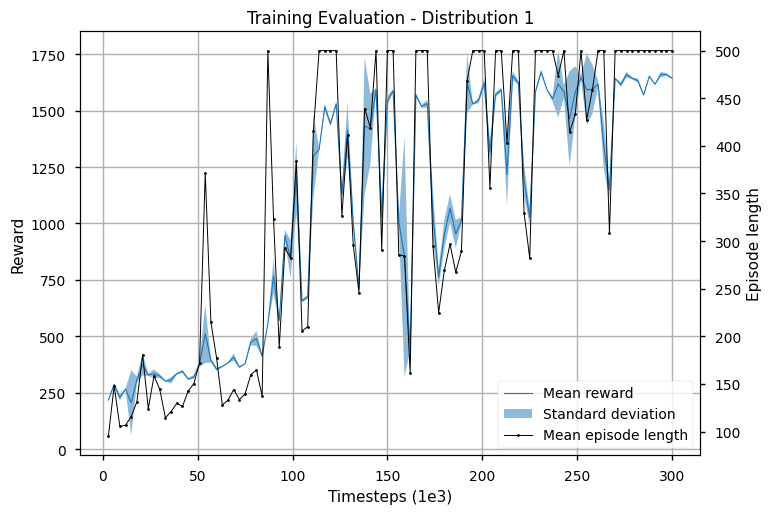 Training Evaluation - Distribution 1
1750
1500
1250
1000
750
500
250
0
Reward
500
450
400
350
300
250
200
150
100
Episode length
Mean reward
Standard deviation
Mean episode length
0 50 100 150 200 250 300
Timesteps (1e3)